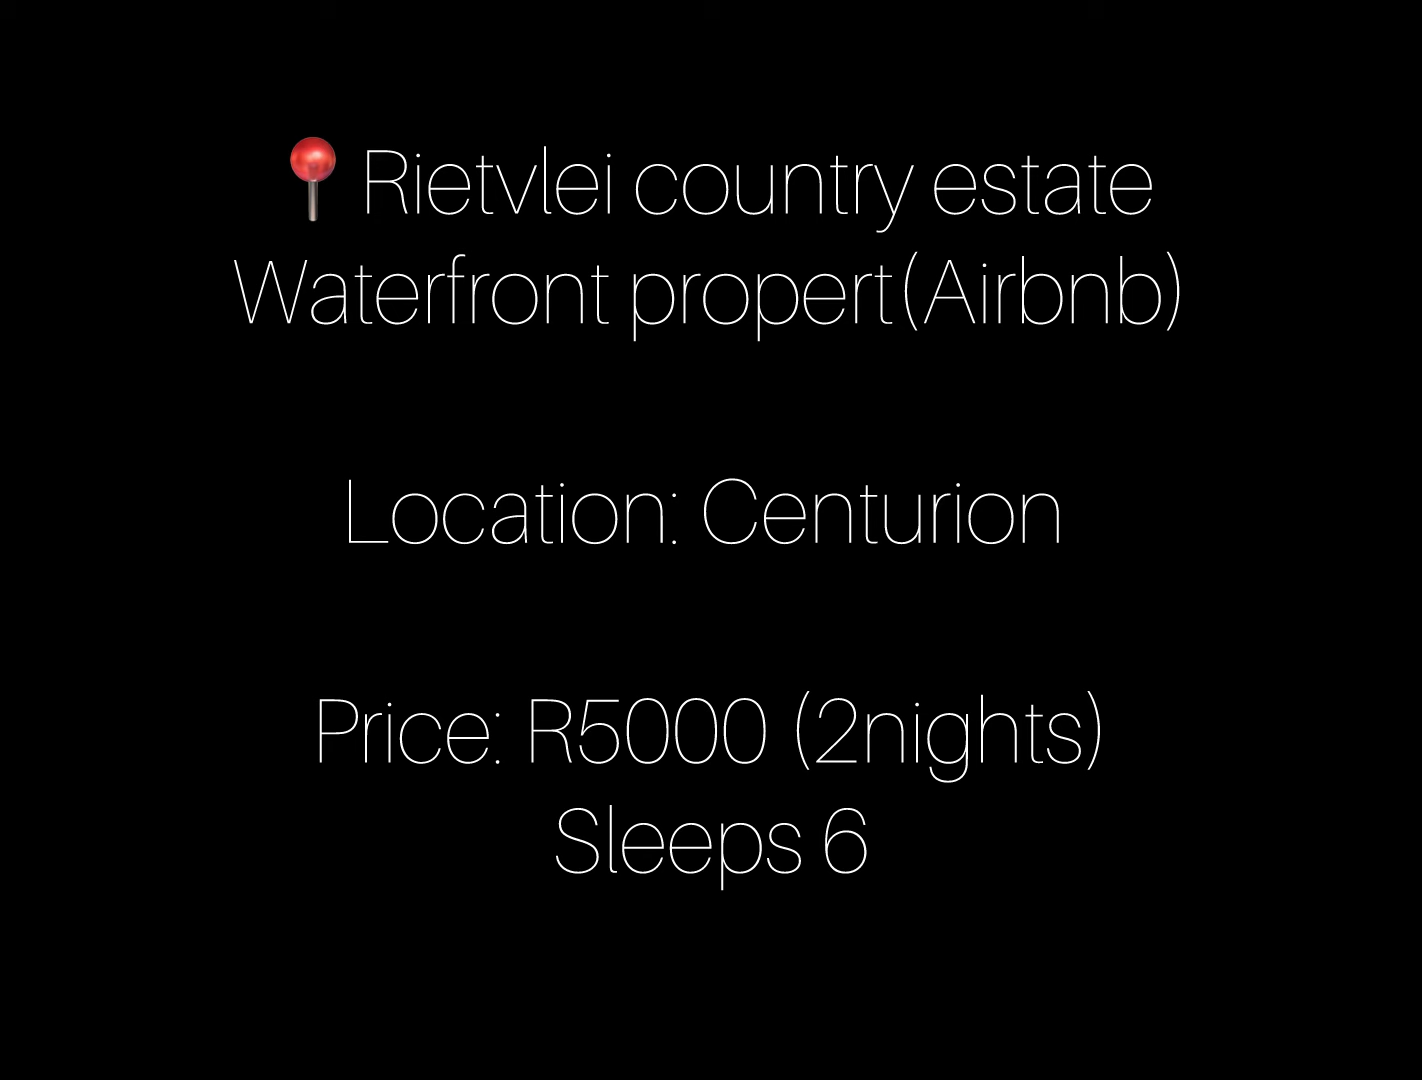 📍Rietvlei country estate
Waterfront propert(Airbnb)
Location: Centurion
Price: R5000 (2nights)
Sleeps 6